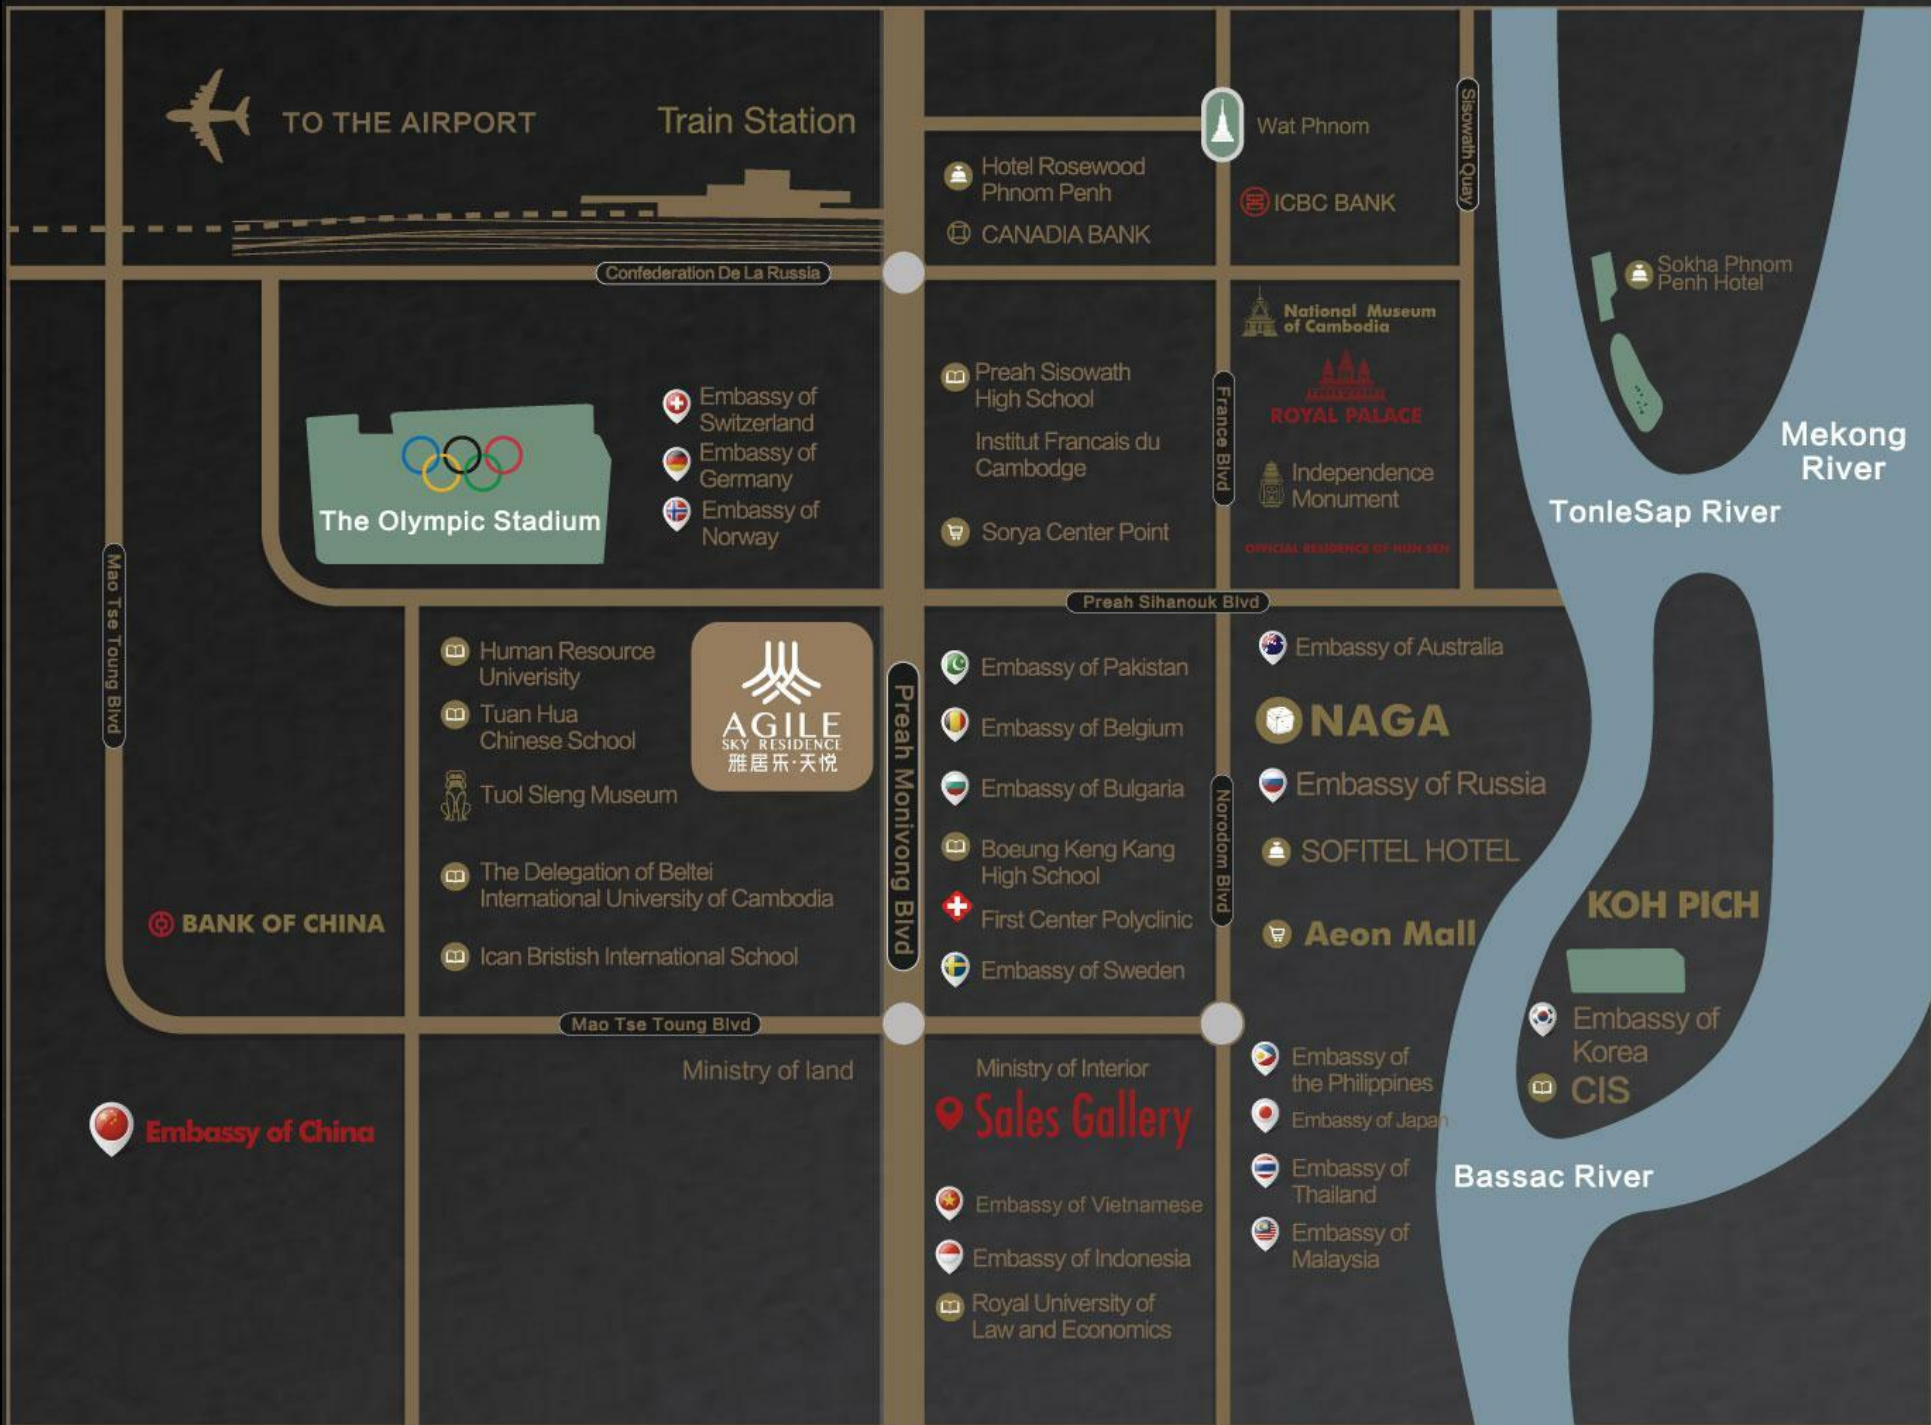 TO THE AIRPORT
Train Station
Wat Phnom
Sisowath Quay
Hotel Rosewood
Phnom Penh
CANADIA BANK
ICBC BANK
Confederation De La Russia
Sokha Phnom
Penh Hotel
National Museum
of Cambodia
ROYAL PALACE
Independence
Monument
OFFICIAL RESIDENCE OF HUN SEN
Preah Sisowath
High School
Institut Francais du
Cambodge
Sorya Center Point
France Blvd
Embassy of
Switzerland
Embassy of
Germany
Embassy of
Norway
The Olympic Stadium
Mekong
River
TonleSap River
Mao Tse Toung Blvd
Preah Sihanouk Blvd
Human Resource
Univerisity
Tuan Hua
Chinese School
Tuol Sleng Museum
The Delegation of Beltei
International University of Cambodia
Ican Bristish International School
AGILE
SKY RESIDENCE
雅居乐·天悦
Preah Monivong Blvd
Embassy of Pakistan
Embassy of Belgium
Embassy of Bulgaria
Boeung Keng Kang
High School
First Center Polyclinic
Embassy of Sweden
Norodom Blvd
Embassy of Australia
NAGA
Embassy of Russia
SOFITEL HOTEL
Aeon Mall
KOH PICH
Embassy of
Korea
CIS
BANK OF CHINA
Mao Tse Toung Blvd
Ministry of land
Ministry of Interior
Sales Gallery
Embassy of China
Embassy of Vietnamese
Embassy of Indonesia
Royal University of
Law and Economics
Embassy of
the Philippines
Embassy of Japan
Embassy of
Thailand
Embassy of
Malaysia
Bassac River